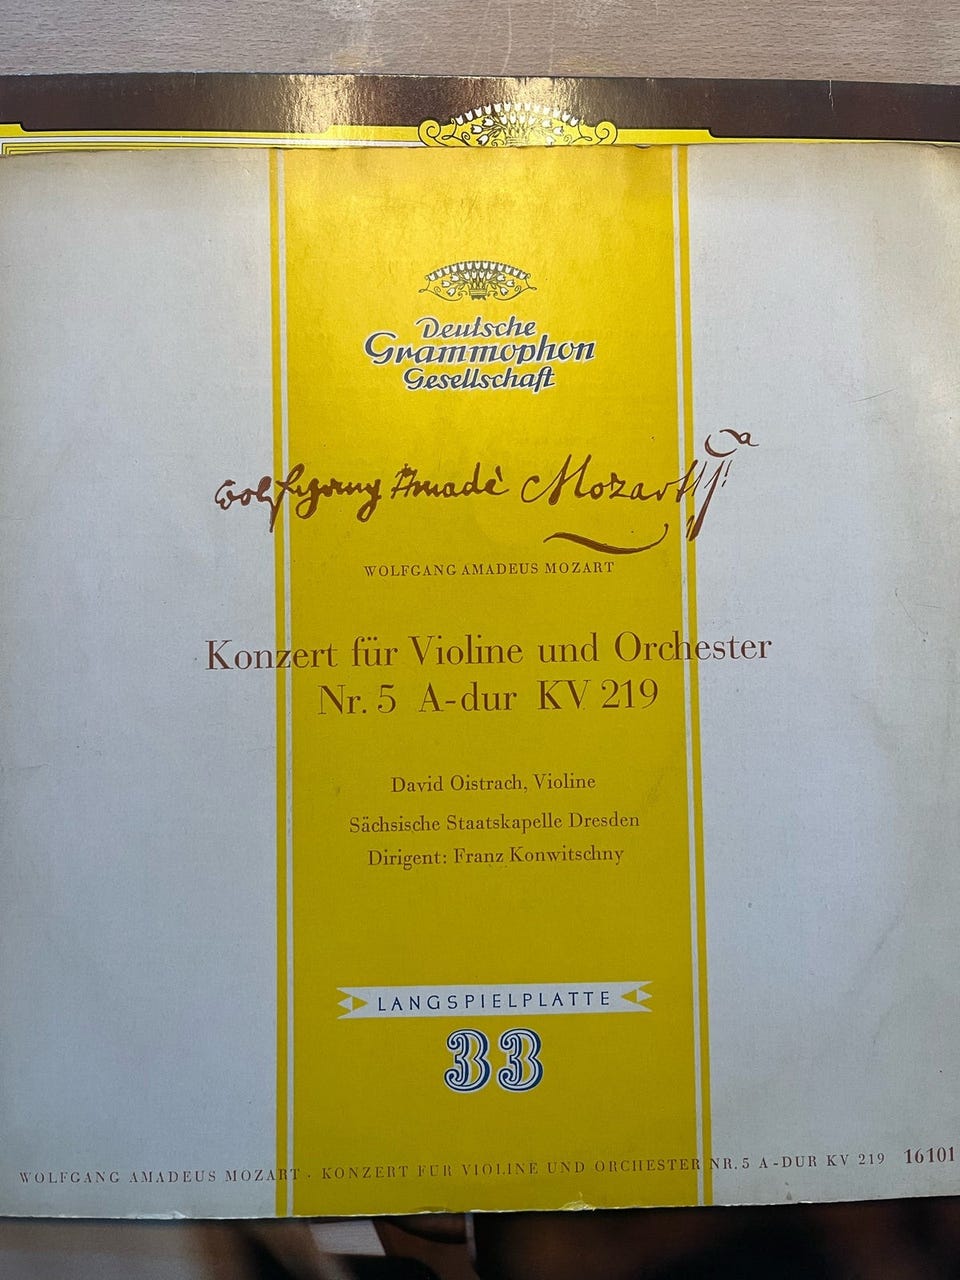 Deutsche
Grammophon
Gesellschaft
Wolfgang Amadè Mozart
WOLFGANG AMADEUS MOZART
Konzert für Violine und Orchester
Nr. 5 A-dur KV 219
David Oistrach, Violine
Sächsische Staatskapelle Dresden
Dirigent: Franz Konwitschny
LANGSPIELPLATTE
33
WOLFGANG AMADEUS MOZART · KONZERT FÜR VIOLINE UND ORCHESTER NR. 5 A-DUR KV 219 16101